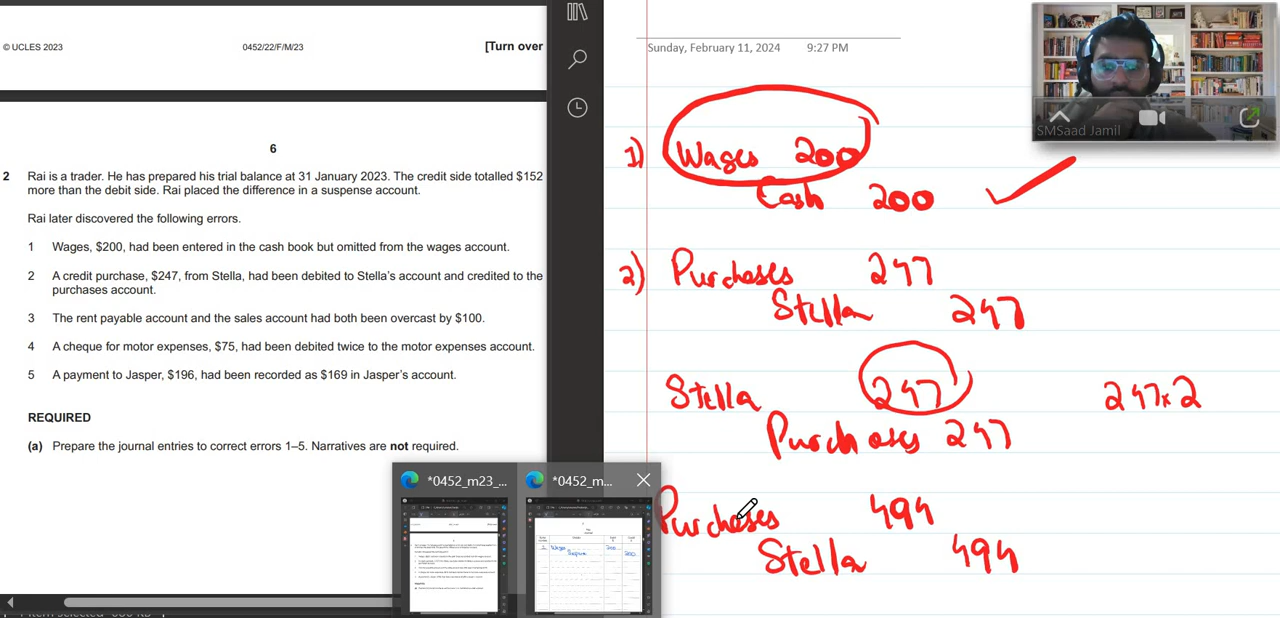 © UCLES 2023
0452/22/F/M/23
[Turn over
6
2 Rai is a trader. He has prepared his trial balance at 31 January 2023. The credit side totalled $152
more than the debit side. Rai placed the difference in a suspense account.
Rai later discovered the following errors.
1 Wages, $200, had been entered in the cash book but omitted from the wages account.
2 A credit purchase, $247, from Stella, had been debited to Stella's account and credited to the
purchases account.
3 The rent payable account and the sales account had both been overcast by $100.
4 A cheque for motor expenses, $75, had been debited twice to the motor expenses account.
5 A payment to Jasper, $196, had been recorded as $169 in Jasper's account.
REQUIRED
(a) Prepare the journal entries to correct errors 1–5. Narratives are not required.
*0452_m23_...
*0452_m...
Sunday, February 11, 2024 9:27 PM
1) Wages 200
Cash 200
2) Purchases 247
Stella 247
Stella 247 247x2
Purchases 247
Purchases 494
Stella 494
SMSaad Jamil